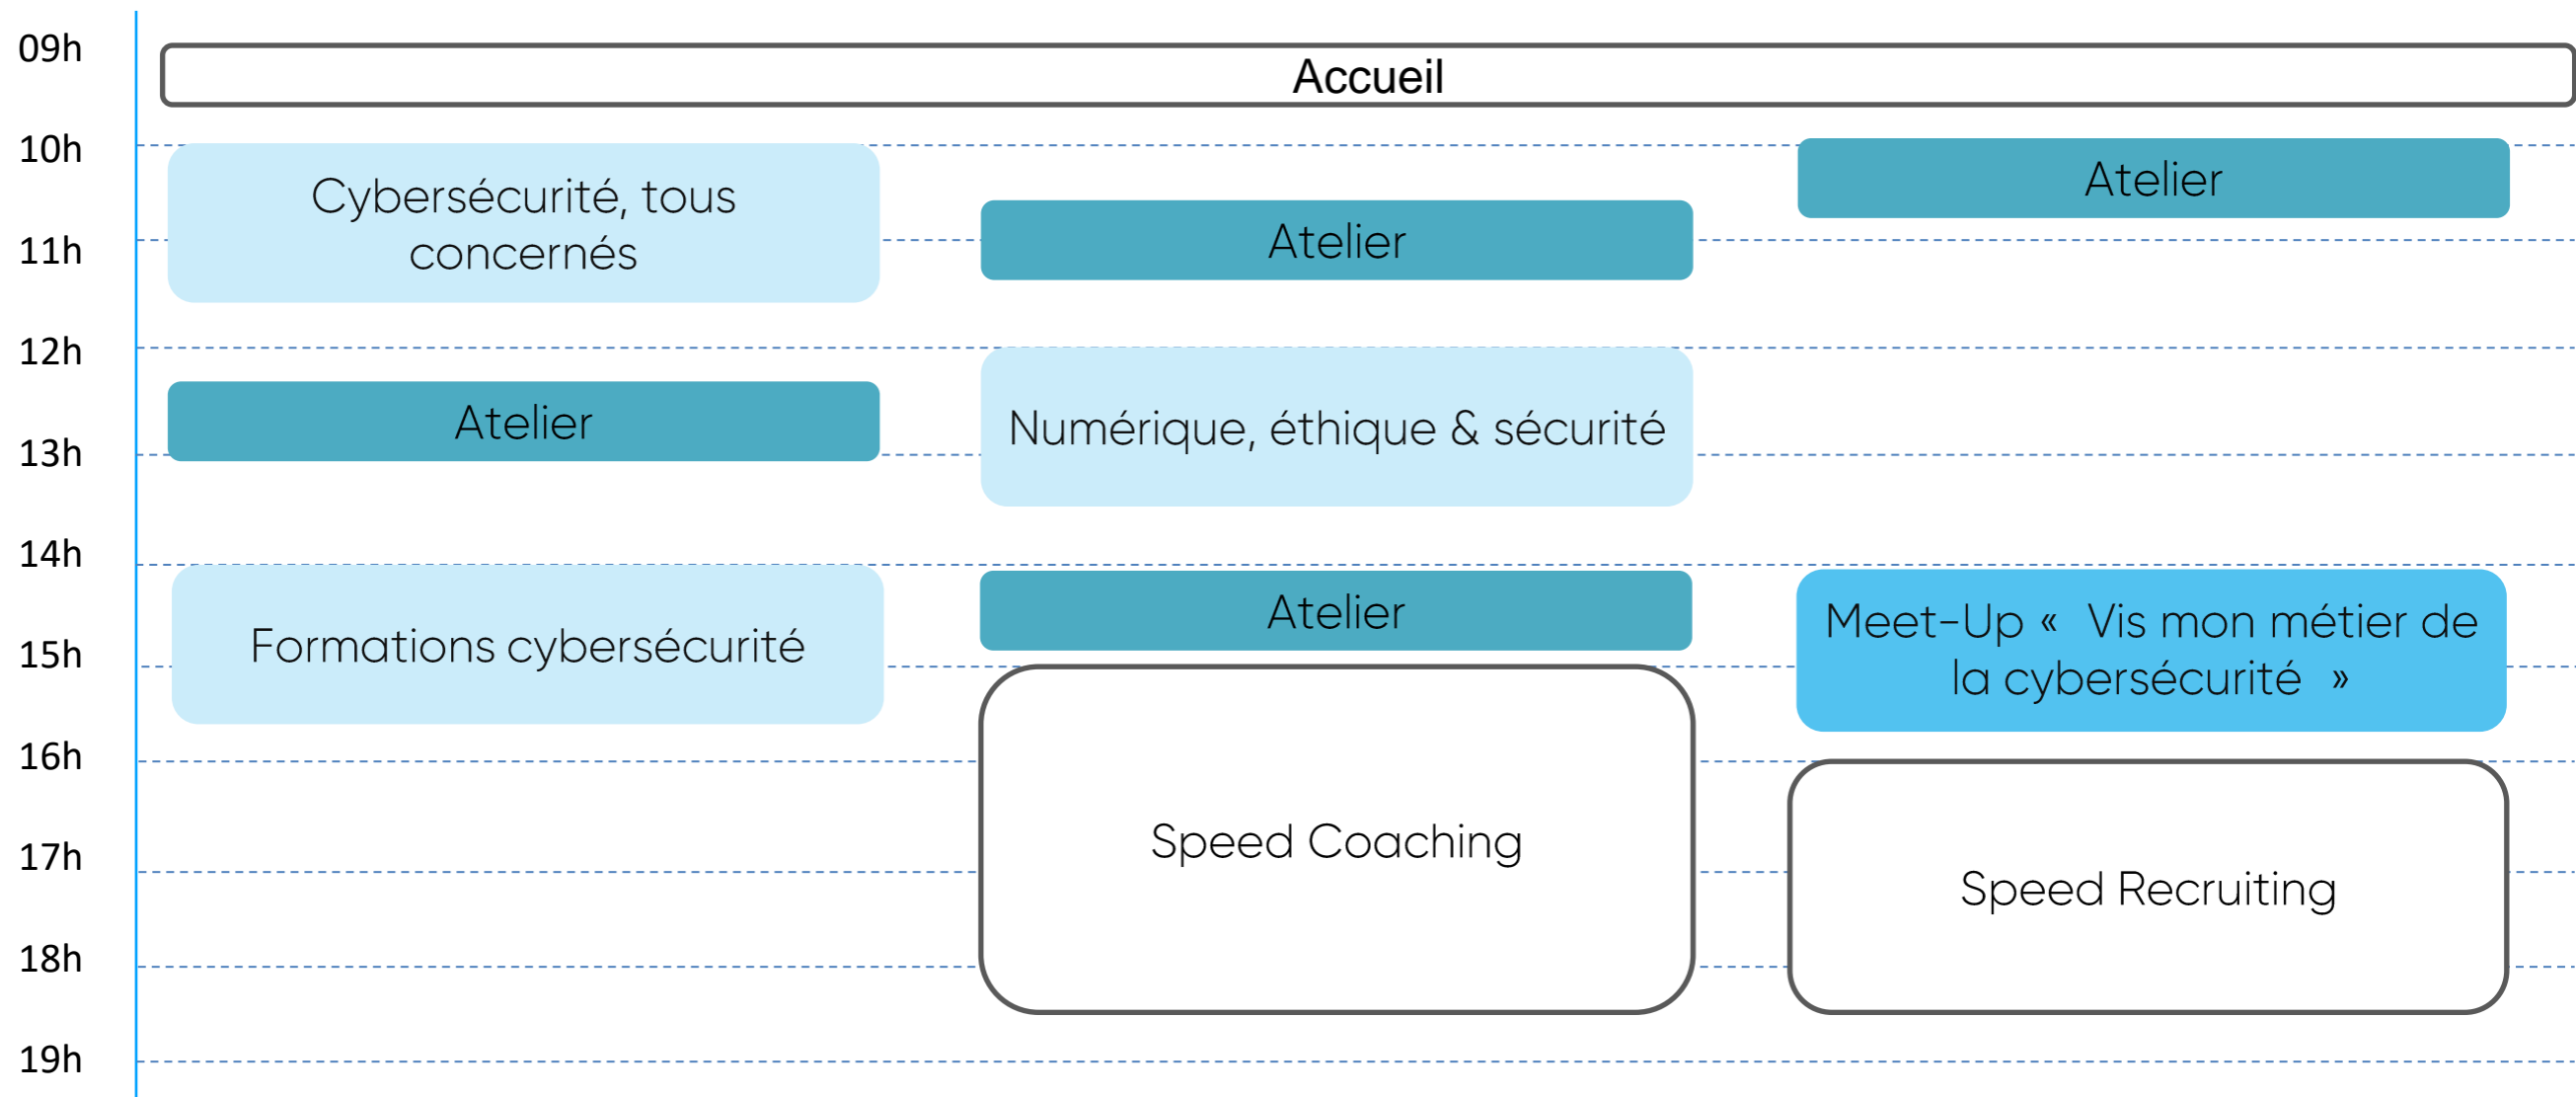 09h
Accueil
10h
Cybersécurité, tous
concernés
Atelier
Atelier
11h
12h
Atelier
Numérique, éthique & sécurité
13h
14h
Formations cybersécurité
Atelier
Meet-Up «  Vis mon métier de
la cybersécurité  »
15h
16h
Speed Coaching
Speed Recruiting
17h
18h
19h